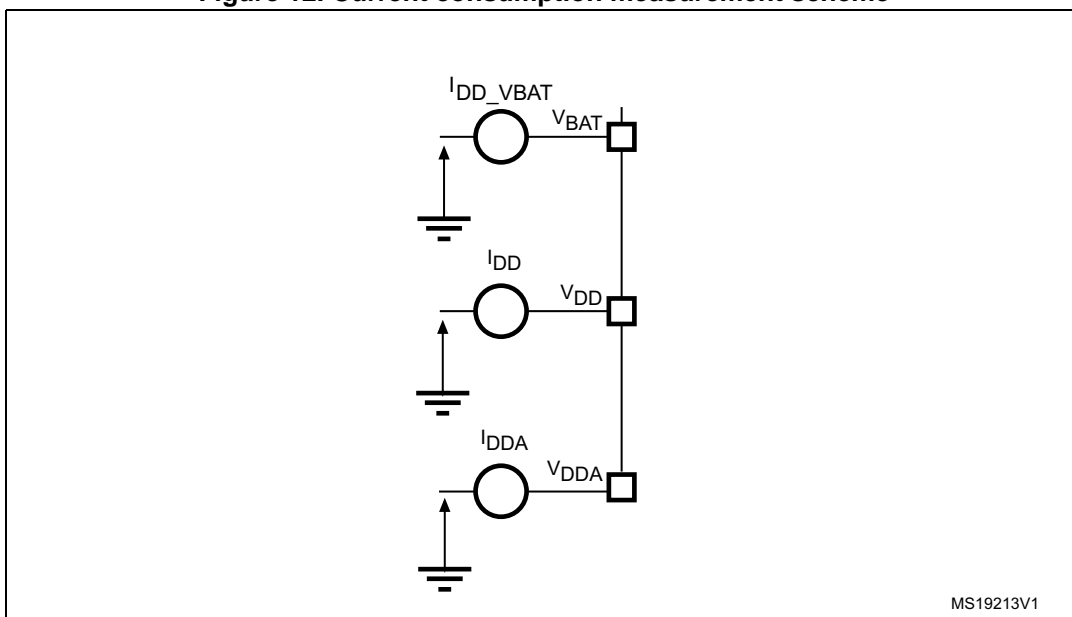 Figure 12. Current consumption measurement scheme
IDD_VBAT
VBAT
IDD
VDD
IDDA
VDDA
MS19213V1